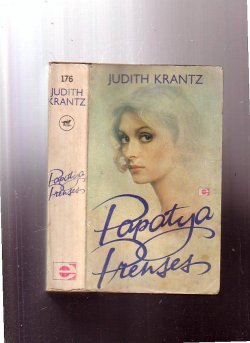 176
JUDITH
KRANTZ
Papatya
Prenses
JUDITH KRANTZ
Papatya
Prenses